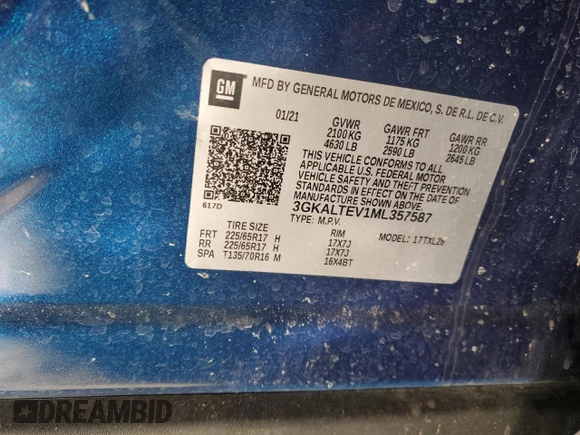 GM
MFD BY GENERAL MOTORS DE MEXICO, S. DE R.L. DE C.V.
01/21 GVWR GAWR FRT GAWR RR
2100 KG 1175 KG 1200 KG
4630 LB 2590 LB 2645 LB
THIS VEHICLE CONFORMS TO ALL
APPLICABLE U.S. FEDERAL MOTOR
VEHICLE SAFETY AND THEFT PREVENTION
STANDARDS IN EFFECT ON THE DATE OF
MANUFACTURE SHOWN ABOVE.
3GKALTEV1ML357587
617D TYPE: M.P.V.
TIRE SIZE RIM 17TXL26
FRT 225/65R17 H 17X7J
RR 225/65R17 H 17X7J
SPA T135/70R16 M 16X4BT
DREAMBID